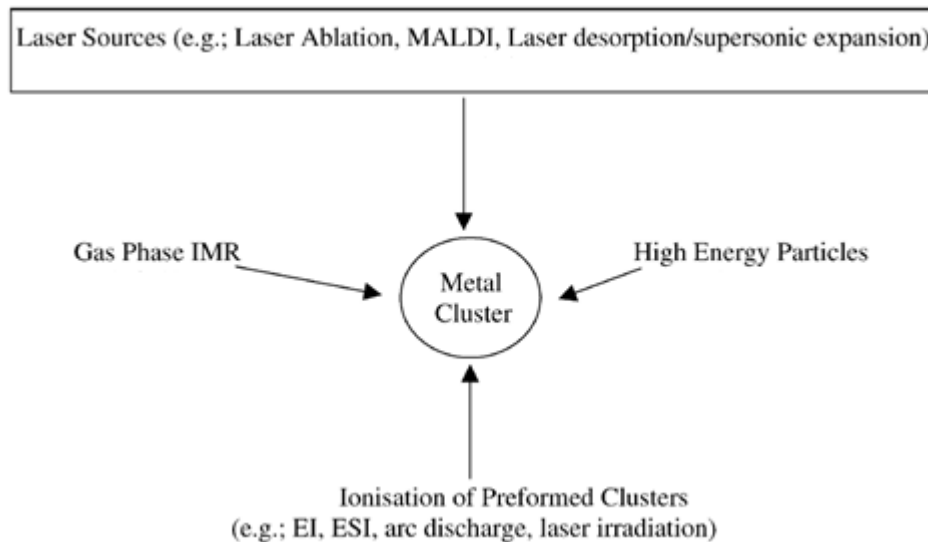 Laser Sources (e.g.; Laser Ablation, MALDI, Laser desorption/supersonic expansion)
Gas Phase IMR
High Energy Particles
Metal
Cluster
Ionisation of Preformed Clusters
(e.g.; EI, ESI, arc discharge, laser irradiation)